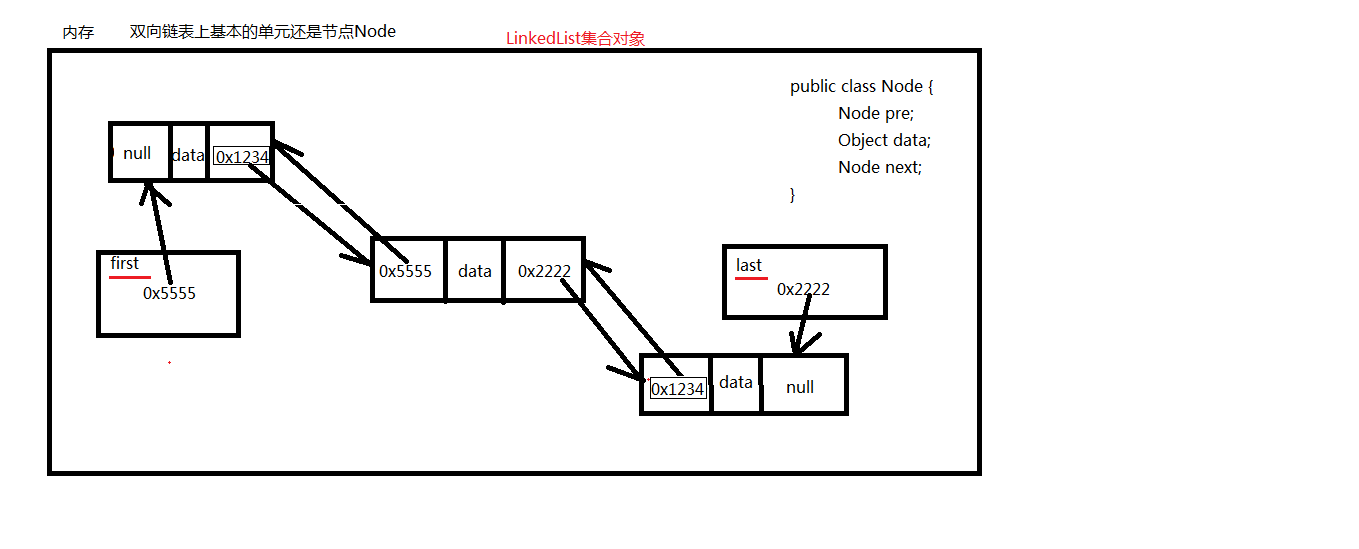 内存 双向链表上基本的单元还是节点Node
LinkedList集合对象
public class Node {
Node pre;
Object data;
Node next;
}
null data 0x1234
first
0x5555
0x5555 data 0x2222
last
0x2222
0x1234 data null